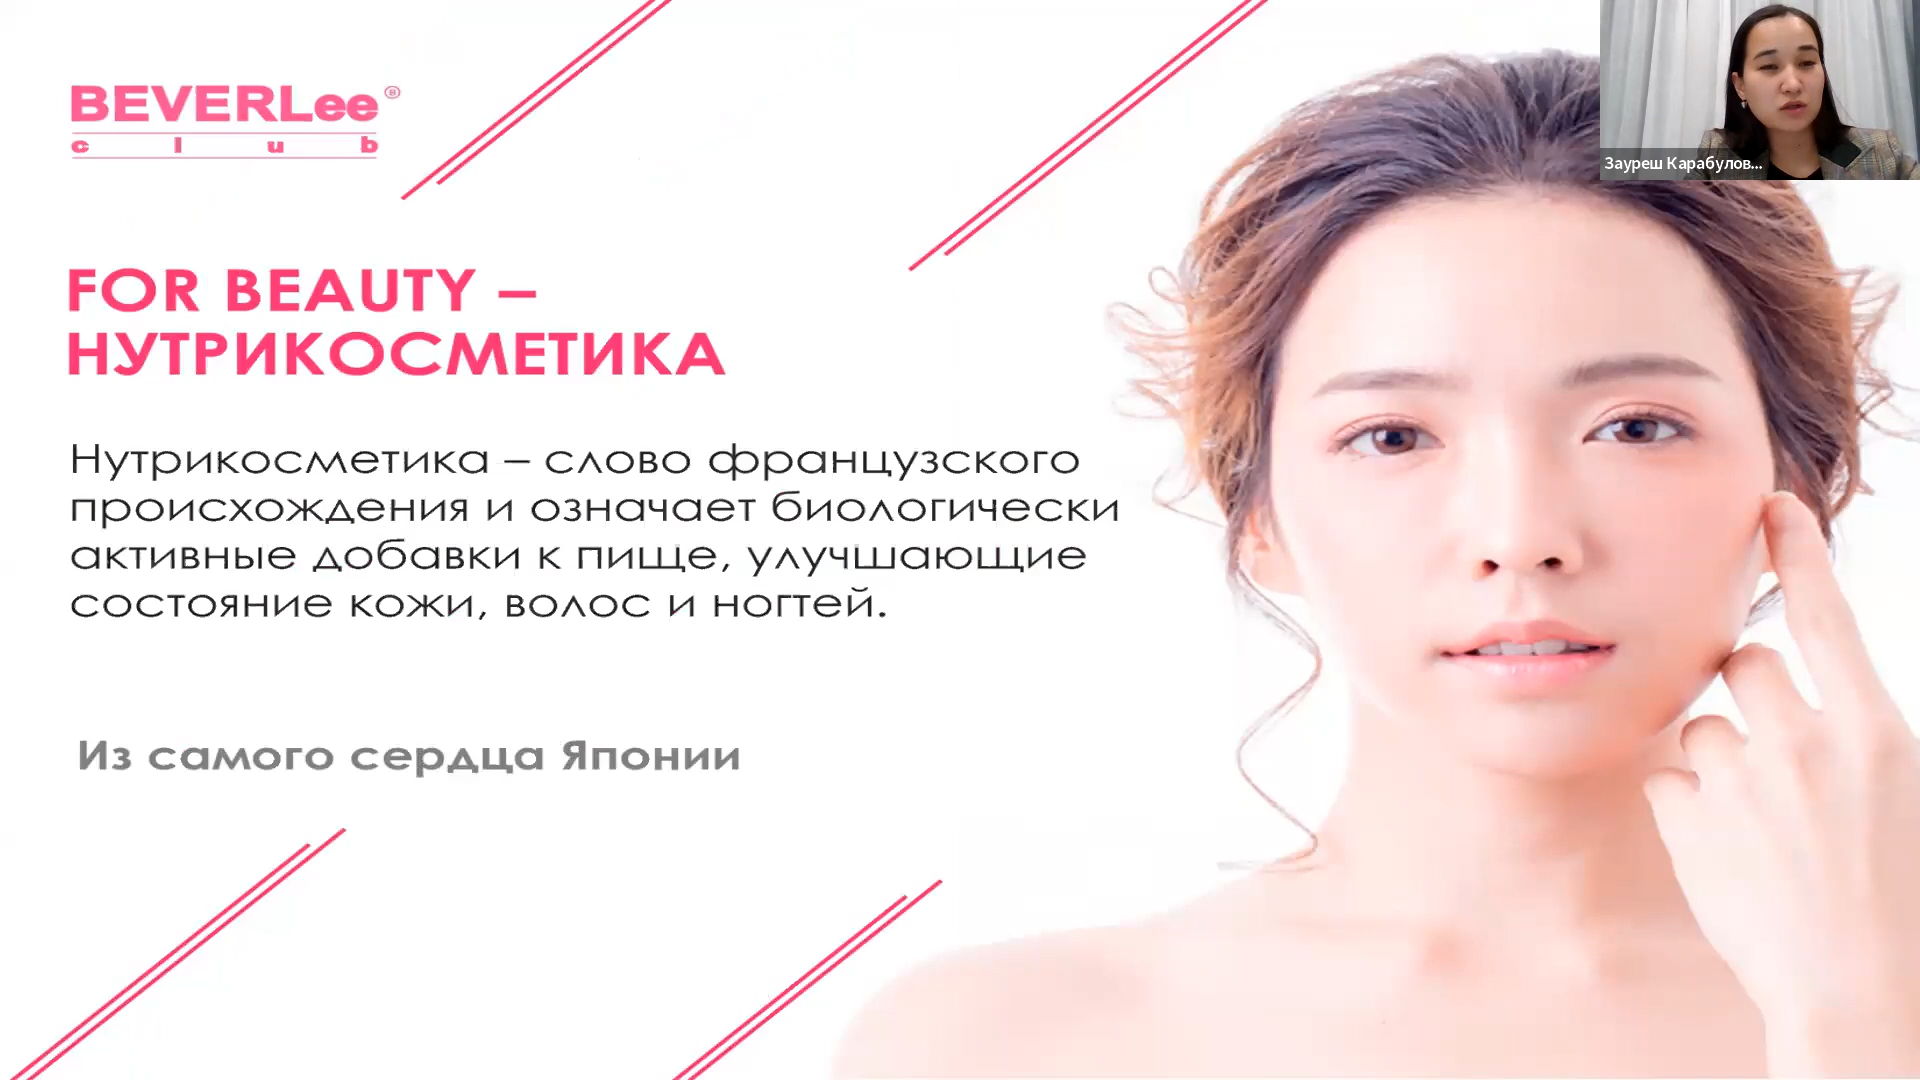 BEVERLee®
club
Зауреш Карабулов...
FOR BEAUTY –
НУТРИКОСМЕТИКА
Нутрикосметика – слово французского
происхождения и означает биологически
активные добавки к пище, улучшающие
состояние кожи, волос и ногтей.
Из самого сердца Японии